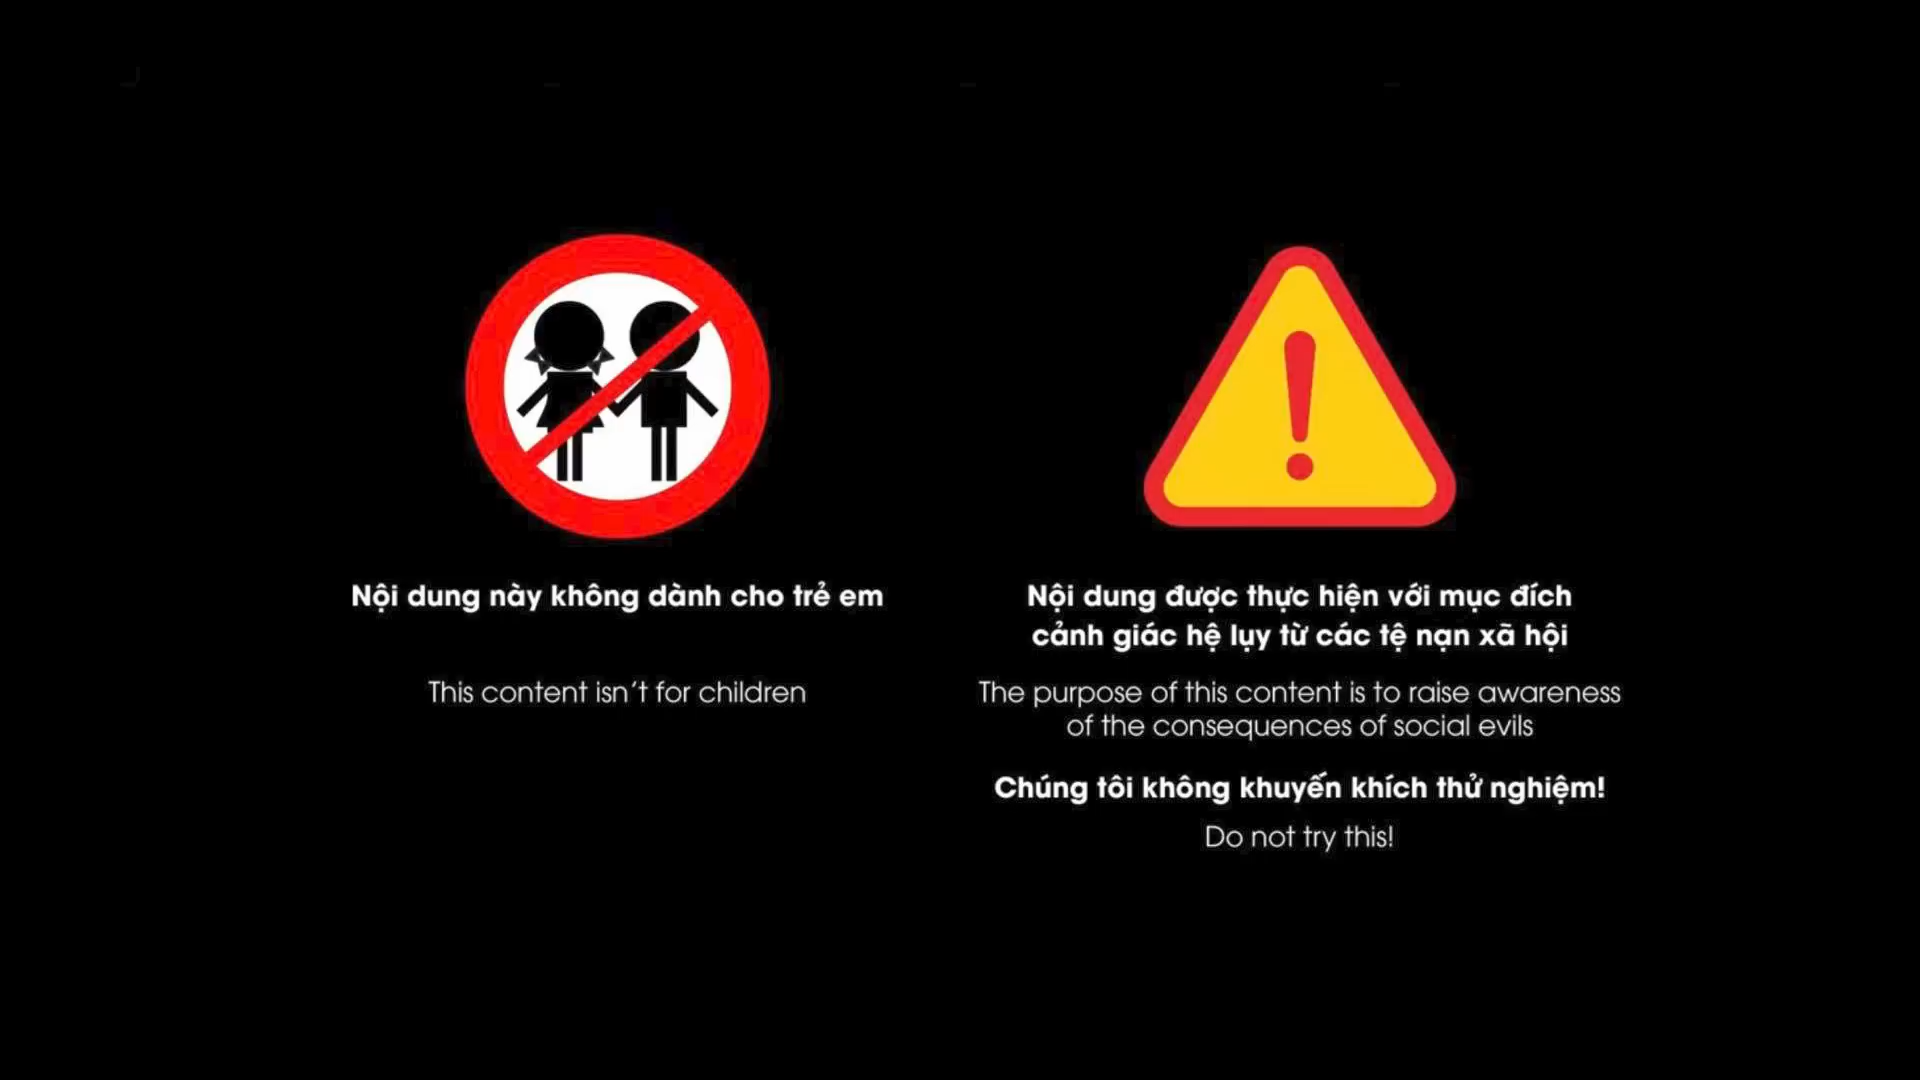 Nội dung này không dành cho trẻ em
This content isn't for children
Nội dung được thực hiện với mục đích
cảnh giác hệ lụy từ các tệ nạn xã hội
The purpose of this content is to raise awareness
of the consequences of social evils
Chúng tôi không khuyến khích thử nghiệm!
Do not try this!